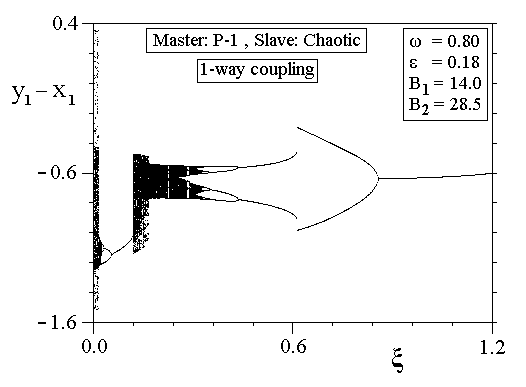 0.4
Master: P-1 , Slave: Chaotic
1-way coupling
ω = 0.80
ε = 0.18
B₁ = 14.0
B₂ = 28.5
y₁ – x₁
−0.6
−1.6
0.0 0.6 1.2
ξ